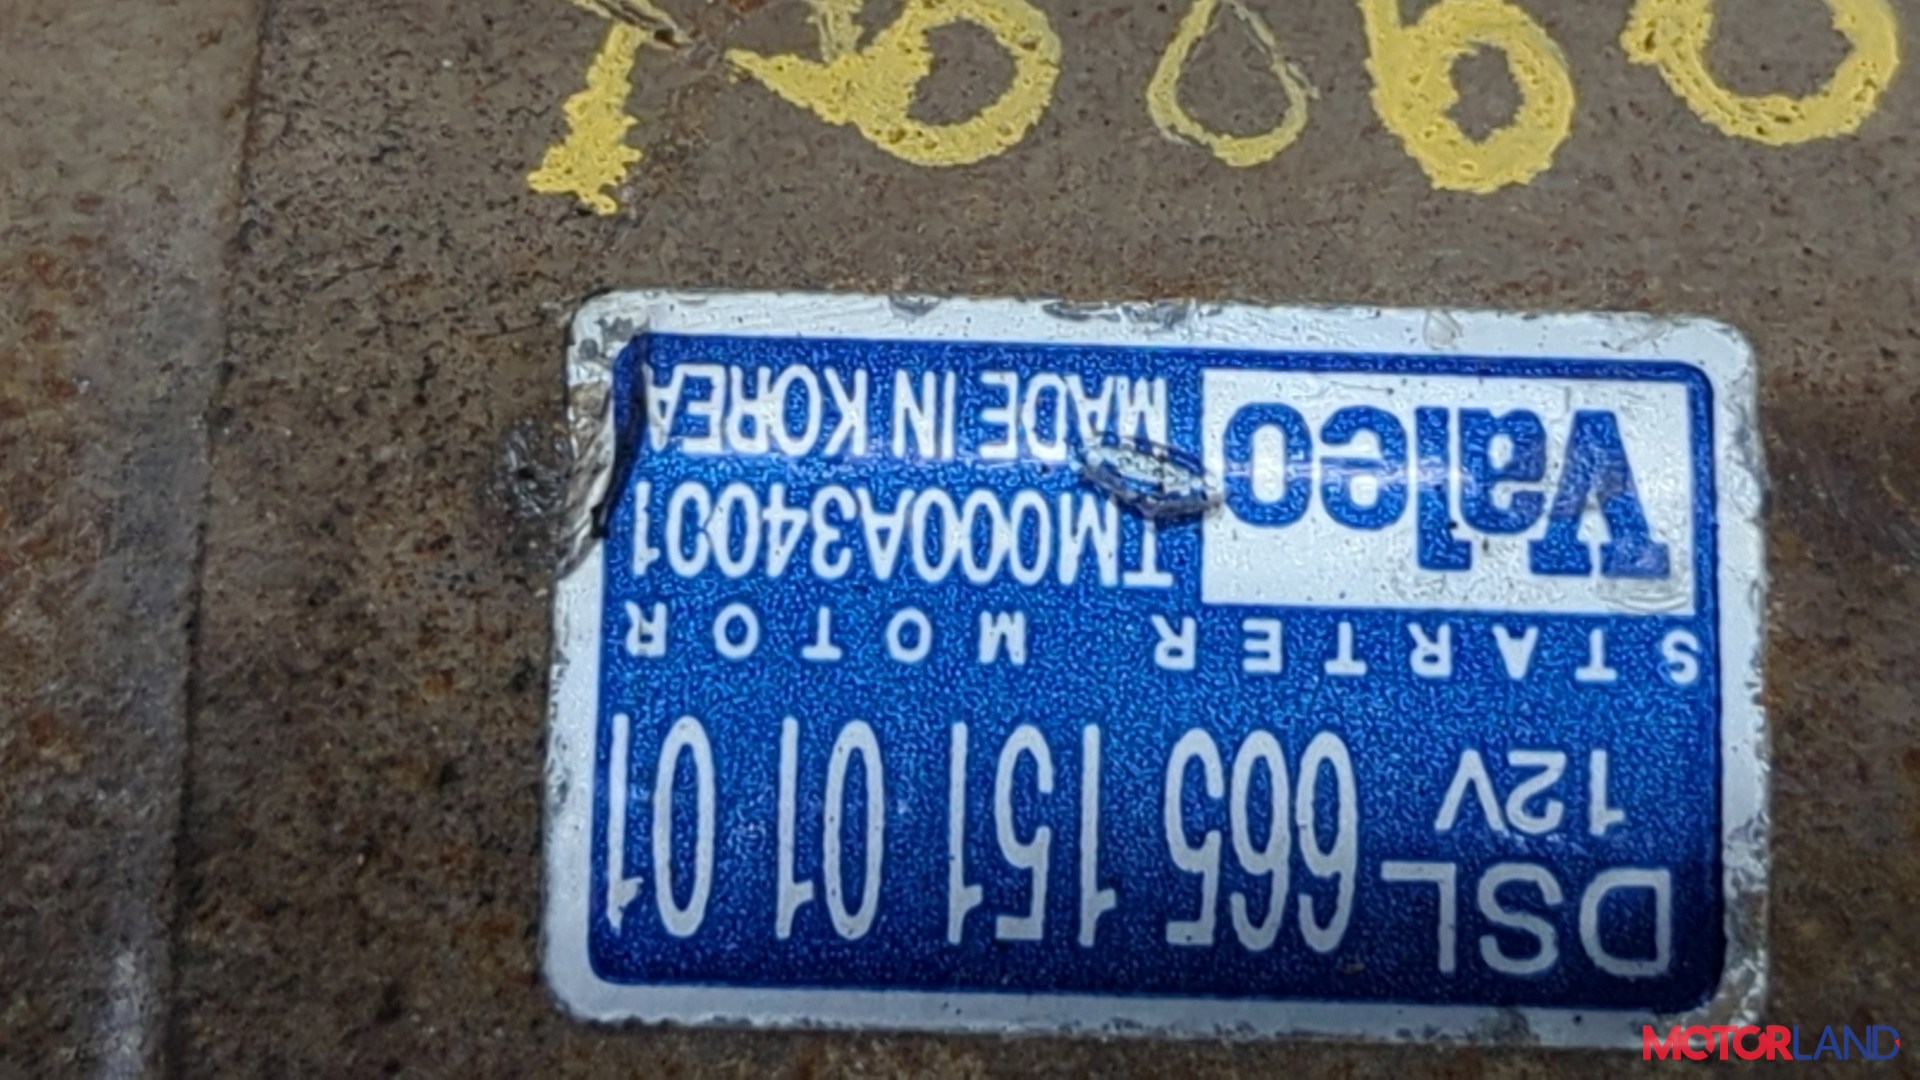 DSL 665 151 01 01
12V
STARTER MOTOR
Valeo TM000A34001
MADE IN KOREA
MOTORLAND